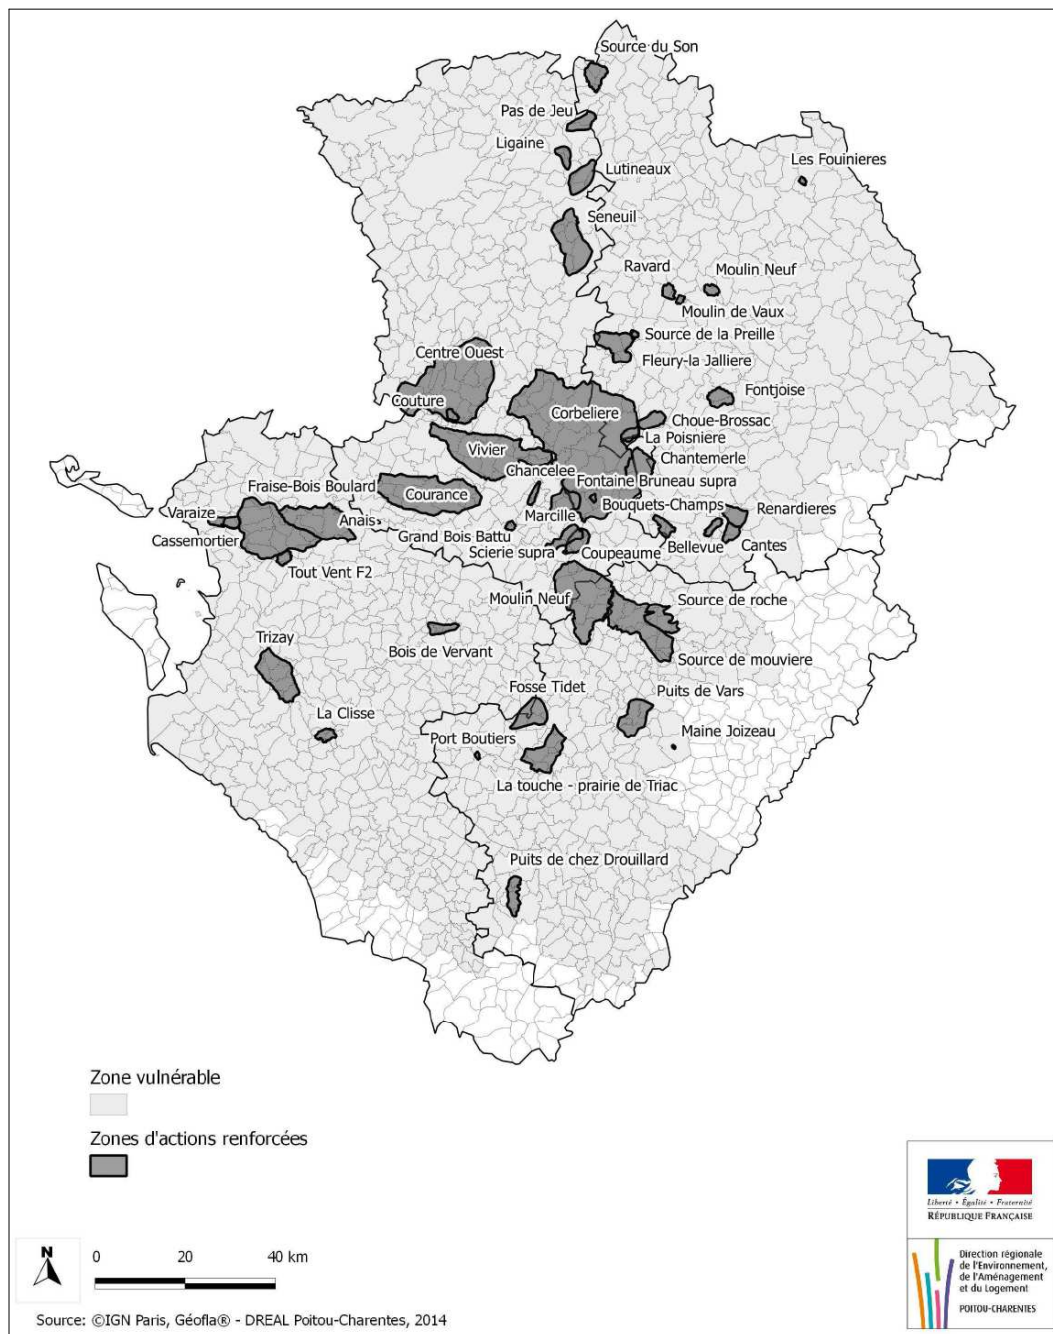 Source du Son
Pas de Jeu
Ligaine
Lutineaux
Les Fouinieres
Seneuil
Ravard
Moulin Neuf
Moulin de Vaux
Source de la Preille
Centre Ouest
Fleury-la Jalliere
Fontjoise
Couture
Corbeliere
Choue-Brossac
La Poisniere
Vivier
Chantemerle
Chancelee
Fontaine Bruneau supra
Fraise-Bois Boulard
Courance
Bouquets-Champs
Renardieres
Varaize
Anais
Marcille
Cassemortier
Grand Bois Battu
Bellevue
Cantes
Scierie supra
Coupeaume
Tout Vent F2
Moulin Neuf
Source de roche
Trizay
Bois de Vervant
Source de mouviere
Fosse Tidet
Puits de Vars
La Clisse
Port Boutiers
Maine Joizeau
La touche - prairie de Triac
Puits de chez Drouillard
Zone vulnérable
Zones d'actions renforcées
N
0 20 40 km
Source: ©IGN Paris, Géofla® - DREAL Poitou-Charentes, 2014
Liberté • Égalité • Fraternité
RÉPUBLIQUE FRANÇAISE
Direction régionale
de l'Environnement,
de l'Aménagement
et du Logement
POITOU-CHARENTES